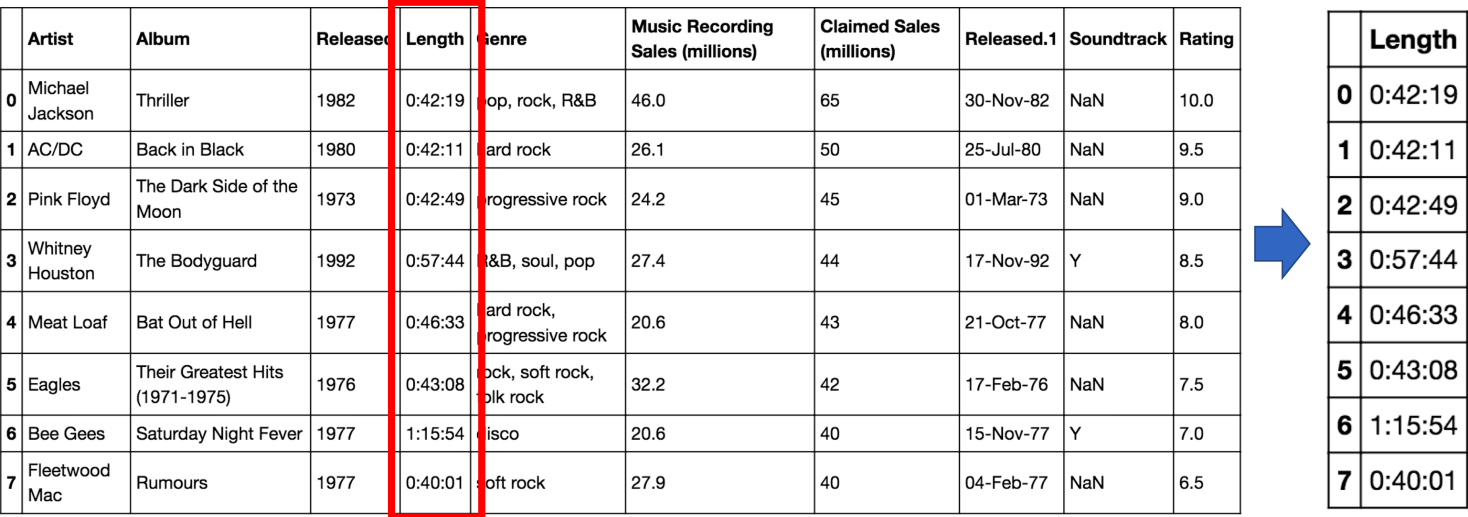 Artist Album Released Length Genre Music Recording Sales (millions) Claimed Sales (millions) Released.1 Soundtrack Rating
0 Michael Jackson Thriller 1982 0:42:19 pop, rock, R&B 46.0 65 30-Nov-82 NaN 10.0
1 AC/DC Back in Black 1980 0:42:11 hard rock 26.1 50 25-Jul-80 NaN 9.5
2 Pink Floyd The Dark Side of the Moon 1973 0:42:49 progressive rock 24.2 45 01-Mar-73 NaN 9.0
3 Whitney Houston The Bodyguard 1992 0:57:44 R&B, soul, pop 27.4 44 17-Nov-92 Y 8.5
4 Meat Loaf Bat Out of Hell 1977 0:46:33 hard rock, progressive rock 20.6 43 21-Oct-77 NaN 8.0
5 Eagles Their Greatest Hits (1971-1975) 1976 0:43:08 rock, soft rock, folk rock 32.2 42 17-Feb-76 NaN 7.5
6 Bee Gees Saturday Night Fever 1977 1:15:54 disco 20.6 40 15-Nov-77 Y 7.0
7 Fleetwood Mac Rumours 1977 0:40:01 soft rock 27.9 40 04-Feb-77 NaN 6.5
Length
0 0:42:19
1 0:42:11
2 0:42:49
3 0:57:44
4 0:46:33
5 0:43:08
6 1:15:54
7 0:40:01